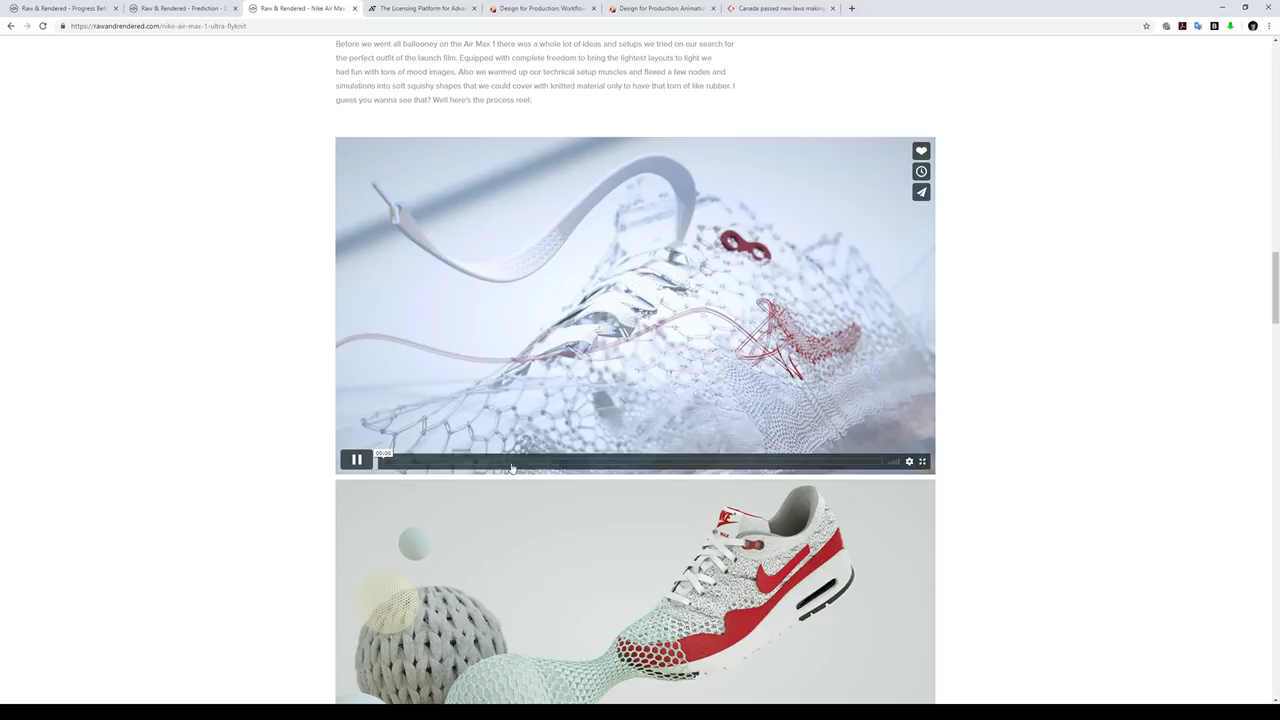 Raw & Rendered - Progress Bef
Raw & Rendered - Prediction - D
Raw & Rendered - Nike Air Max
The Licensing Platform for Adva
Design for Production: Workflow
Design for Production: Animatio
Canada passed new laws making
https://rawandrendered.com/nike-air-max-1-ultra-flyknit
Before we went all ballooney on the Air Max 1 there was a whole lot of ideas and setups we tried on our search for
the perfect outfit of the launch film. Equipped with complete freedom to bring the lightest layouts to light we
had fun with tons of mood images. Also we warmed up our technical setup muscles and flexed a few nodes and
simulations into soft squishy shapes that we could cover with knitted material only to have that torn of like rubber. I
guess you wanna see that? Well here's the process reel:
00:00